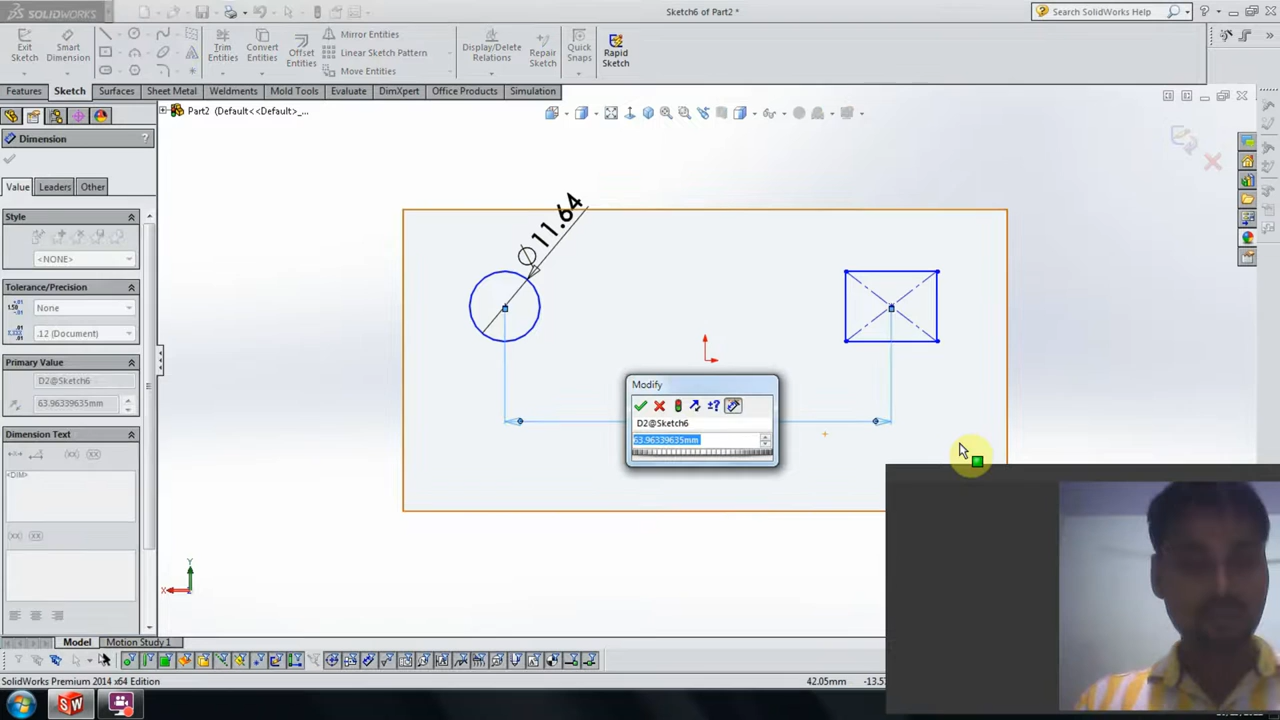 SOLIDWORKS
Sketch6 of Part2 *
Search SolidWorks Help
Exit Sketch
Smart Dimension
Trim Entities
Convert Entities
Offset Entities
Mirror Entities
Linear Sketch Pattern
Move Entities
Display/Delete Relations
Repair Sketch
Quick Snaps
Rapid Sketch
Features Sketch Surfaces Sheet Metal Weldments Mold Tools Evaluate DimXpert Office Products Simulation
Part2 (Default<<Default>_...
Dimension ?
Value Leaders Other
Style
<NONE>
Tolerance/Precision
None
.12 (Document)
Primary Value
D2@Sketch6
63.96339635mm
Dimension Text
<DIM>
∅11.64
Modify
D2@Sketch6
63.96339635mm
Y
X
Model Motion Study 1
SolidWorks Premium 2014 x64 Edition
42.05mm
SW